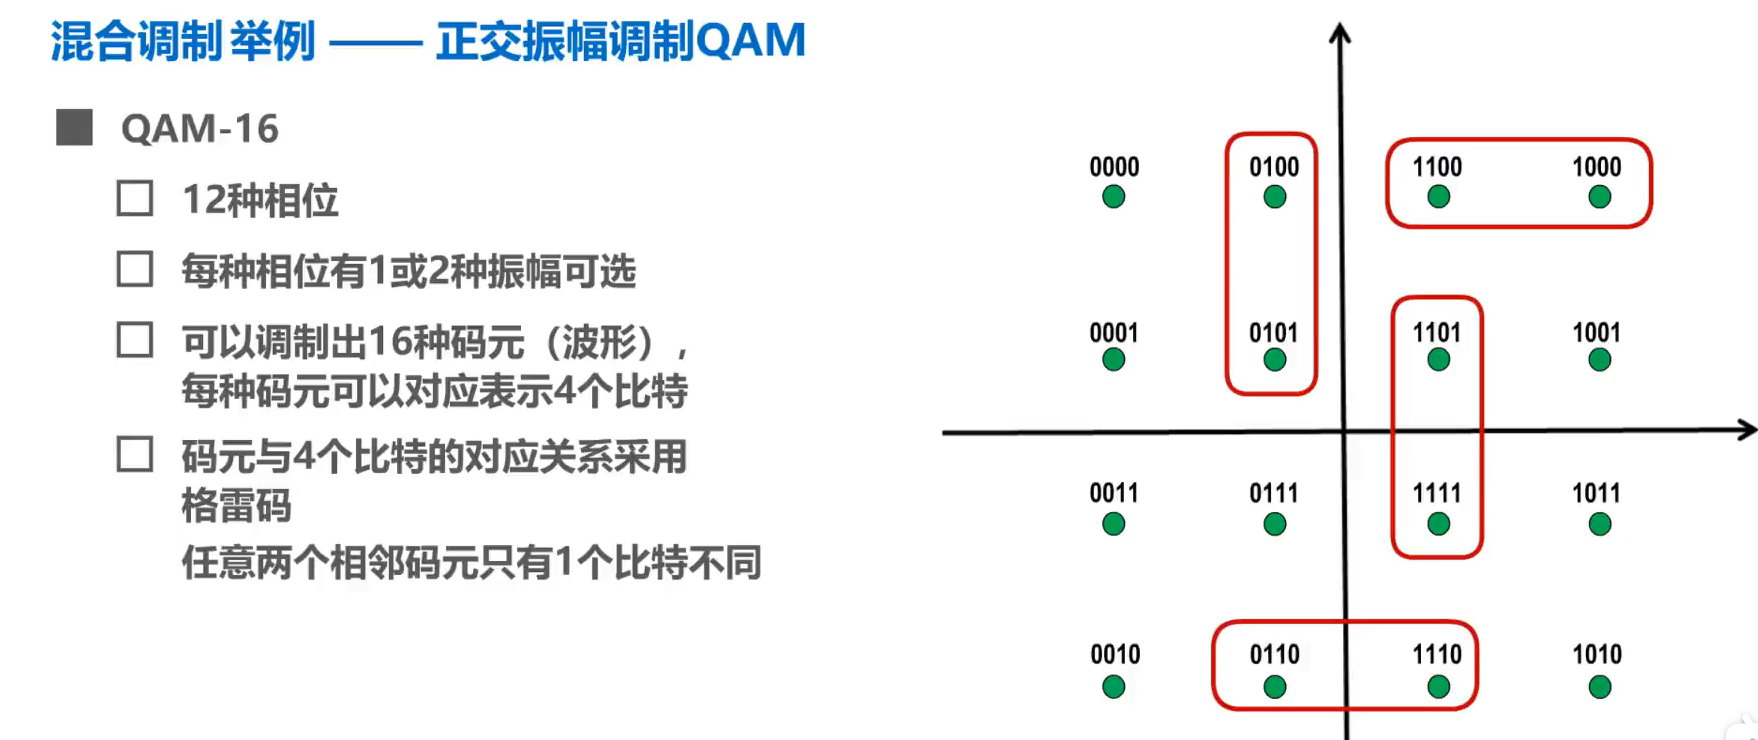 混合调制 举例 —— 正交振幅调制QAM
QAM-16
12种相位
每种相位有1或2种振幅可选
可以调制出16种码元（波形），
每种码元可以对应表示4个比特
码元与4个比特的对应关系采用
格雷码
任意两个相邻码元只有1个比特不同
0000 0100 1100 1000
0001 0101 1101 1001
0011 0111 1111 1011
0010 0110 1110 1010